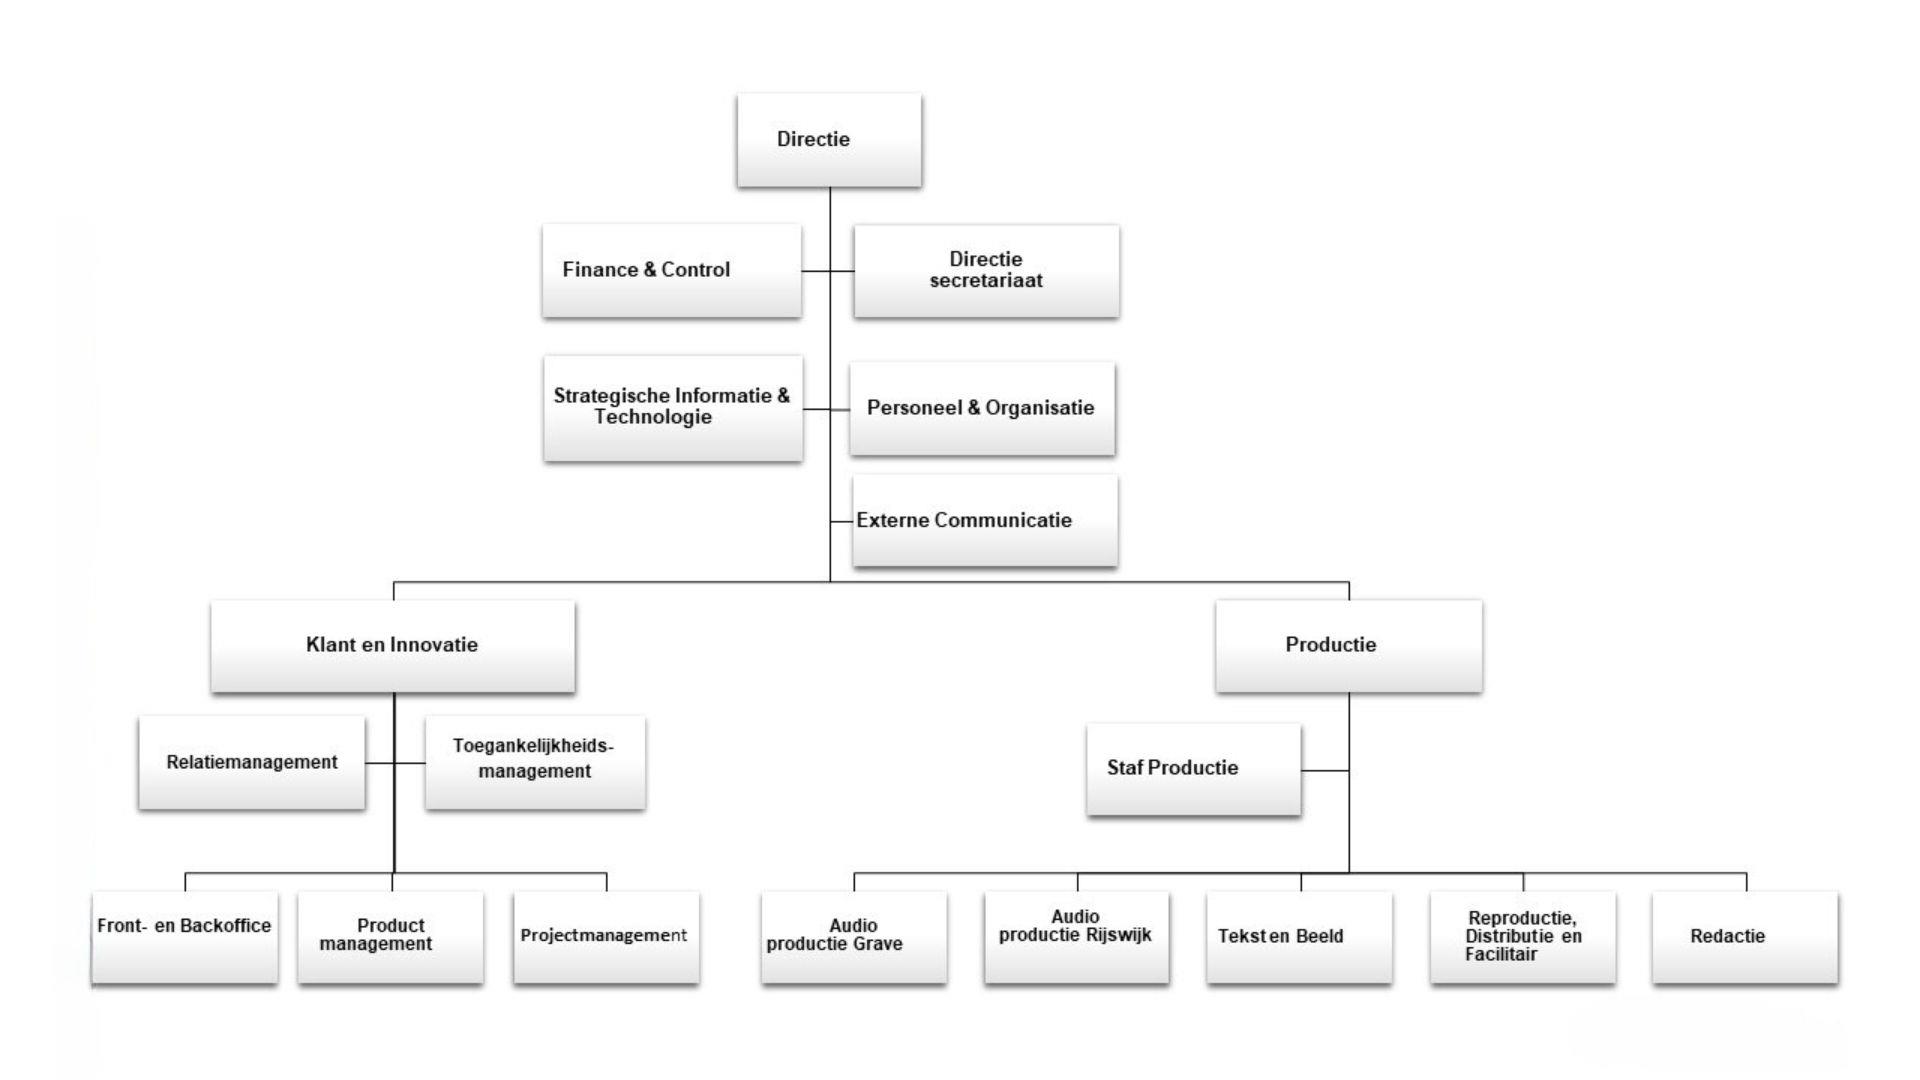 Directie
Finance & Control
Directie
secretariaat
Strategische Informatie &
Technologie
Personeel & Organisatie
Externe Communicatie
Klant en Innovatie
Productie
Relatiemanagement
Toegankelijkheids-
management
Staf Productie
Front- en Backoffice
Product
management
Projectmanagement
Audio
productie Grave
Audio
productie Rijswijk
Tekst en Beeld
Reproductie,
Distributie en
Facilitair
Redactie